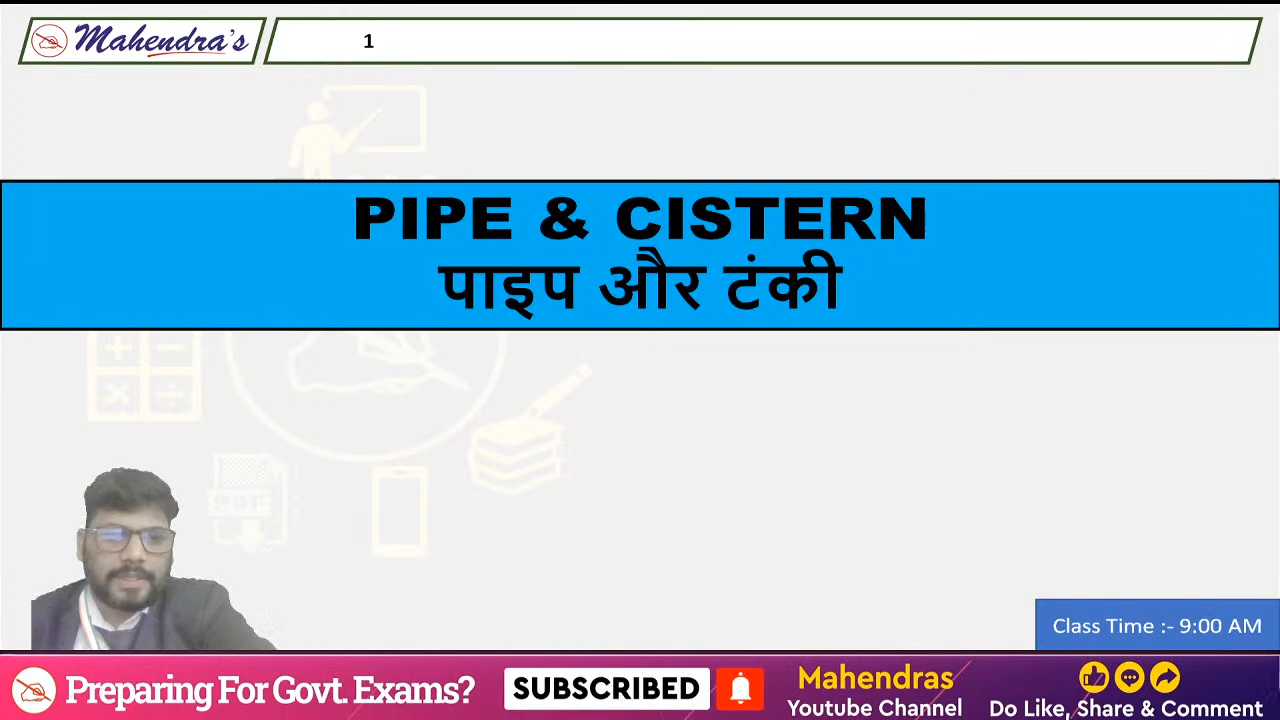 Mahendra's
1
PIPE & CISTERN
पाइप और टंकी
Class Time :- 9:00 AM
Preparing For Govt. Exams?
SUBSCRIBED
Mahendras
Youtube Channel
Do Like, Share & Comment